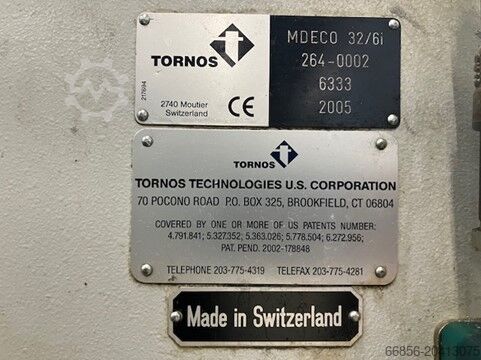 TORNOS
217694
2740 Moutier
Switzerland
CE
MDECO 32/6i
264-0002
6333
2005
TORNOS
TORNOS TECHNOLOGIES U.S. CORPORATION
70 POCONO ROAD P.O. BOX 325, BROOKFIELD, CT 06804
COVERED BY ONE OR MORE OF US PATENTS NUMBER:
4.791.841; 5.327.352; 5.363.026; 5.778.504; 6.272.956;
PAT. PEND. 2002-178848
TELEPHONE 203-775-4319 TELEFAX 203-775-4281
Made in Switzerland
66856-20413075